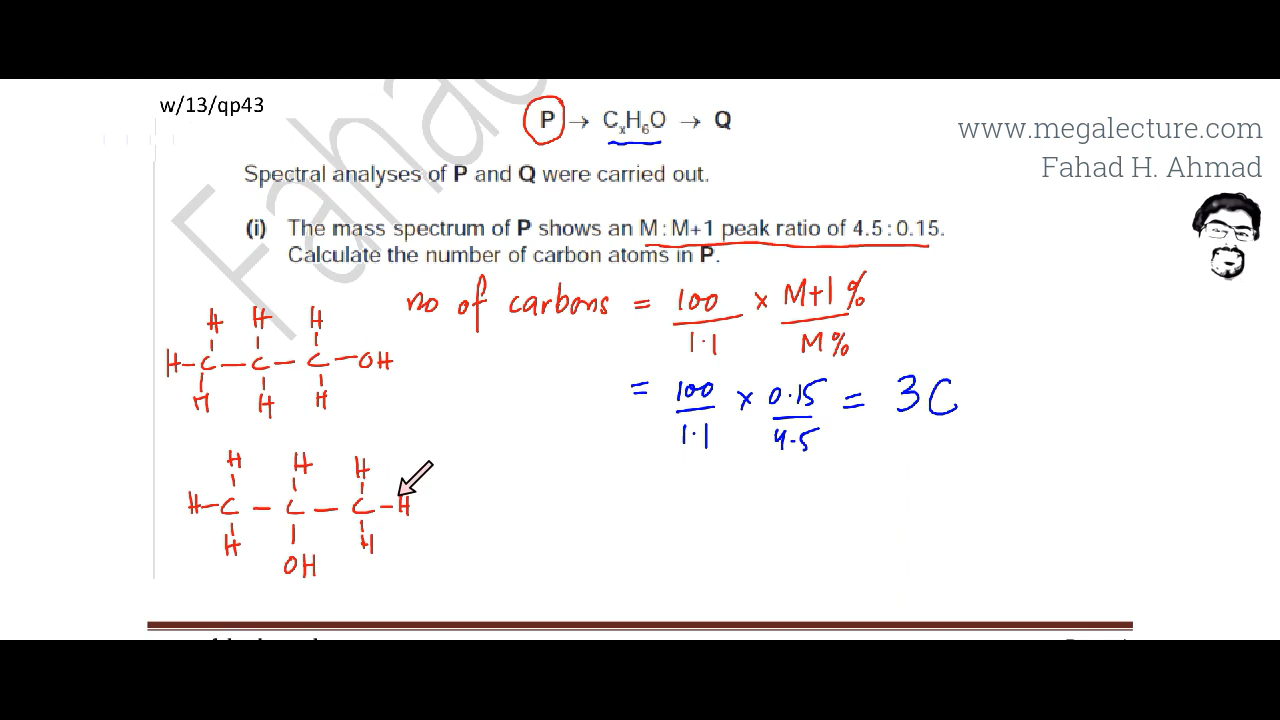 w/13/qp43
P → CxH6O → Q
www.megalecture.com
Fahad H. Ahmad
Spectral analyses of P and Q were carried out.
(i) The mass spectrum of P shows an M : M+1 peak ratio of 4.5 : 0.15.
Calculate the number of carbon atoms in P.
no of carbons = 100/1.1 × M+1%/M%
= 100/1.1 × 0.15/4.5 = 3C
H H H
H-C-C-C-OH
H H H
H H H
H-C-C-C-H
H OH H
Fahad